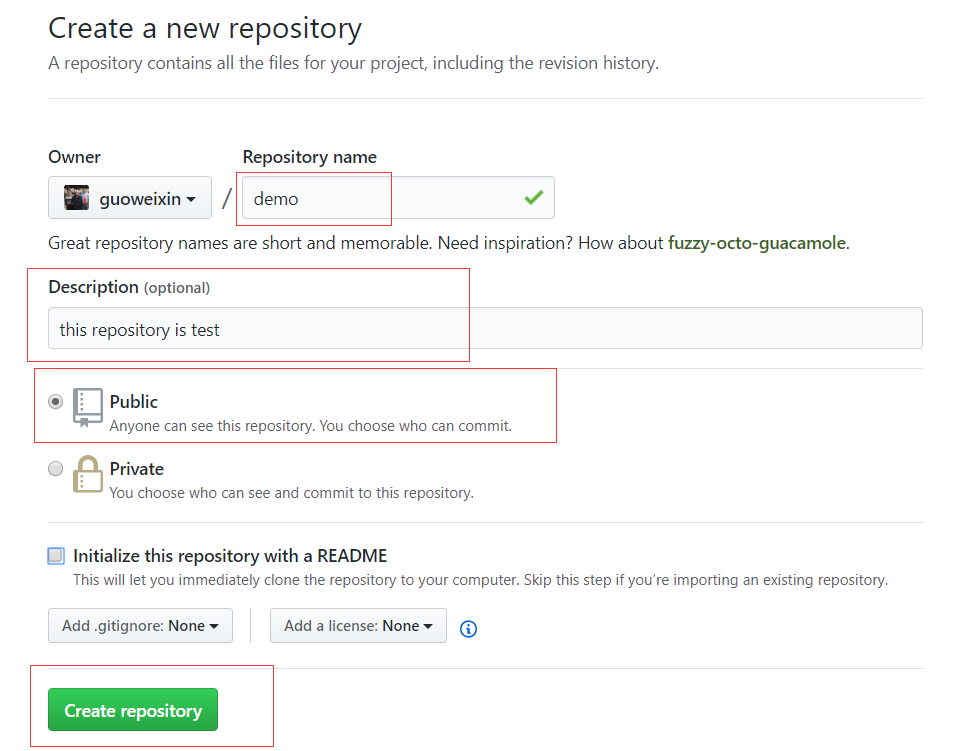 Create a new repository
A repository contains all the files for your project, including the revision history.
Owner
Repository name
guoweixin
/
demo
Great repository names are short and memorable. Need inspiration? How about fuzzy-octo-guacamole.
Description (optional)
this repository is test
Public
Anyone can see this repository. You choose who can commit.
Private
You choose who can see and commit to this repository.
Initialize this repository with a README
This will let you immediately clone the repository to your computer. Skip this step if you’re importing an existing repository.
Add .gitignore: None
Add a license: None
Create repository